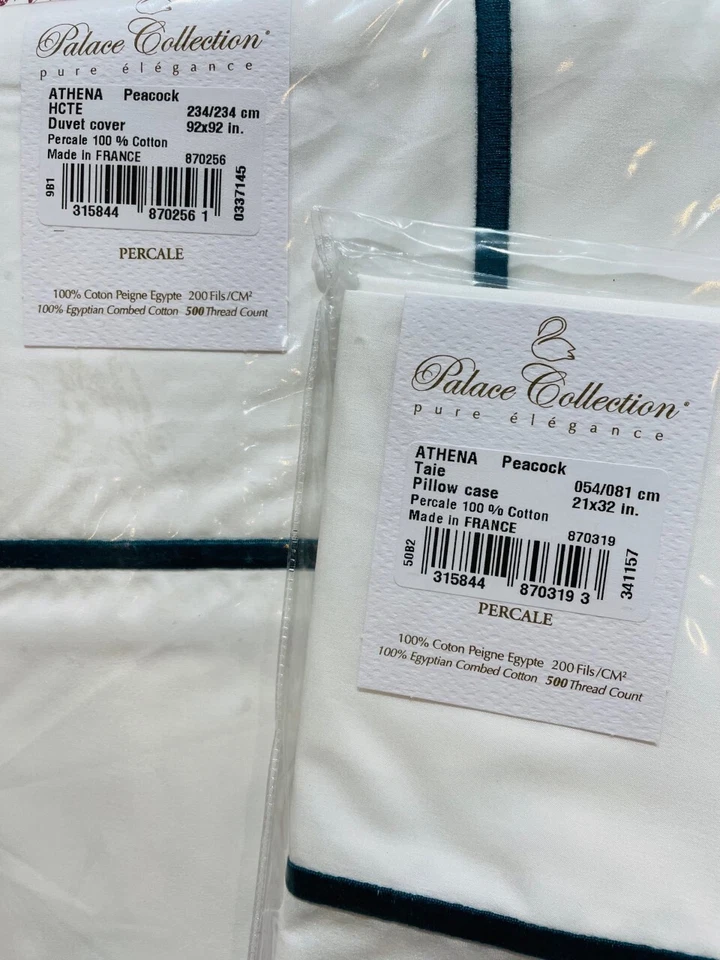 Palace Collection®
pure élégance
ATHENA Peacock
HCTE 234/234 cm
Duvet cover 92x92 in.
Percale 100 % Cotton
Made in FRANCE 870256
9B1
315844 870256 1
0337145
PERCALE
100% Coton Peigne Egypte 200 Fils/CM²
100% Egyptian Combed Cotton 500 Thread Count
Palace Collection®
pure élégance
ATHENA Peacock
Taie 054/081 cm
Pillow case 21x32 in.
Percale 100 % Cotton
Made in FRANCE 870319
50B2
315844 870319 3
341157
PERCALE
100% Coton Peigne Egypte 200 Fils/CM²
100% Egyptian Combed Cotton 500 Thread Count